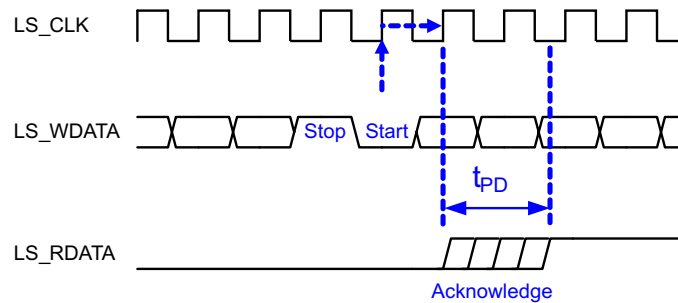 LS_CLK
LS_WDATA
Stop Start
tPD
LS_RDATA
Acknowledge